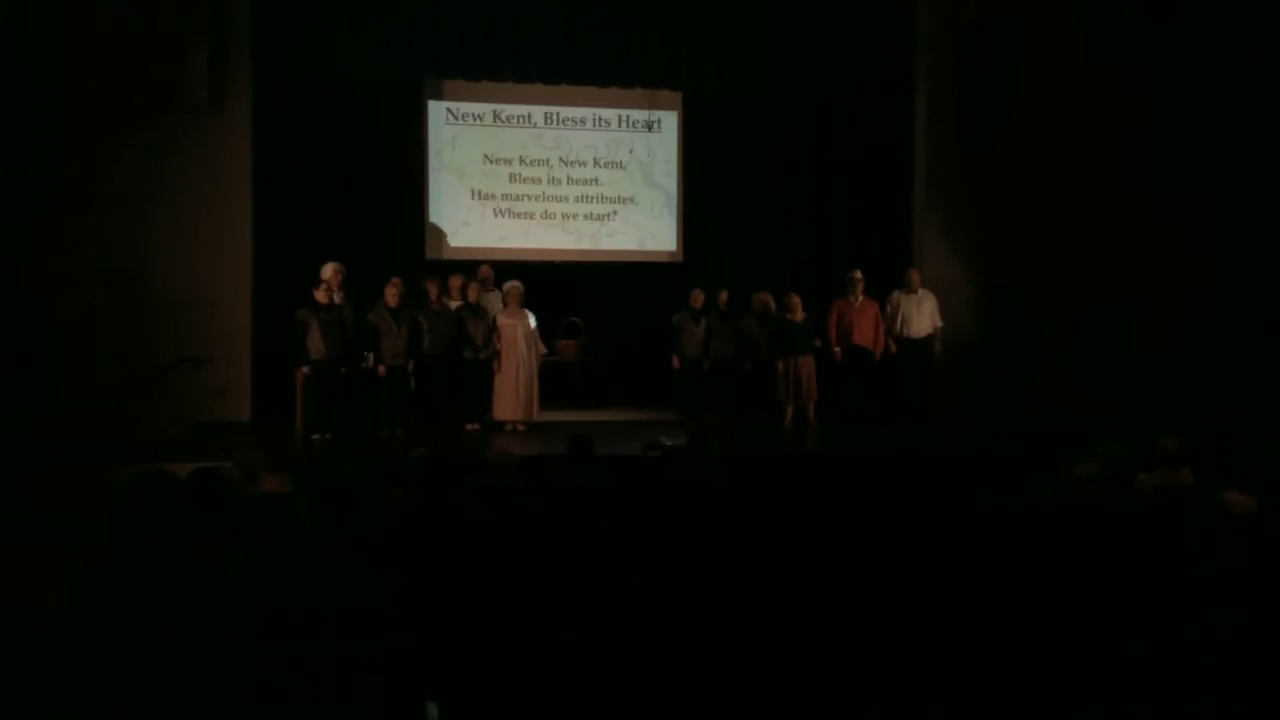 New Kent, Bless its Heart
New Kent, New Kent,
Bless its heart.
Has marvelous attributes,
Where do we start?